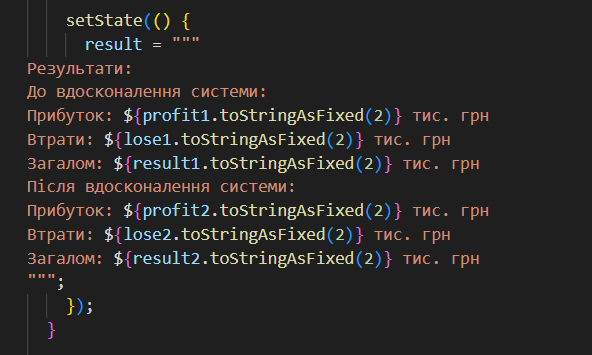 setState(() {
result = """
Результати:
До вдосконалення системи:
Прибуток: ${profit1.toStringAsFixed(2)} тис. грн
Втрати: ${lose1.toStringAsFixed(2)} тис. грн
Загалом: ${result1.toStringAsFixed(2)} тис. грн
Після вдосконалення системи:
Прибуток: ${profit2.toStringAsFixed(2)} тис. грн
Втрати: ${lose2.toStringAsFixed(2)} тис. грн
Загалом: ${result2.toStringAsFixed(2)} тис. грн
""";
});
}